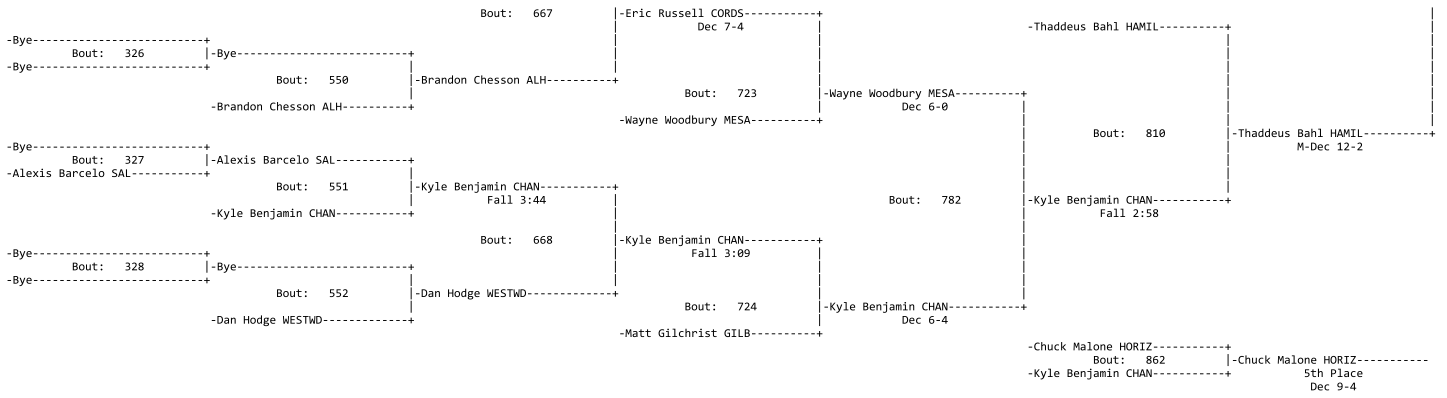 Bout: 667 |-Eric Russell CORDS-----------+
Dec 7-4 -Thaddeus Bahl HAMIL----------+
-Bye--------------------------+
Bout: 326 |-Bye--------------------------+
-Bye--------------------------+
Bout: 550 |-Brandon Chesson ALH----------+
Bout: 723 |-Wayne Woodbury MESA----------+
-Brandon Chesson ALH----------+ Dec 6-0
-Wayne Woodbury MESA----------+
Bout: 810 |-Thaddeus Bahl HAMIL----------+
-Bye--------------------------+ M-Dec 12-2
Bout: 327 |-Alexis Barcelo SAL-----------+
-Alexis Barcelo SAL-----------+
Bout: 551 |-Kyle Benjamin CHAN-----------+
Fall 3:44 Bout: 782 |-Kyle Benjamin CHAN-----------+
-Kyle Benjamin CHAN-----------+ Fall 2:58
Bout: 668 |-Kyle Benjamin CHAN-----------+
-Bye--------------------------+ Fall 3:09
Bout: 328 |-Bye--------------------------+
-Bye--------------------------+
Bout: 552 |-Dan Hodge WESTWD-------------+
Bout: 724 |-Kyle Benjamin CHAN-----------+
-Dan Hodge WESTWD-------------+ Dec 6-4
-Matt Gilchrist GILB----------+
-Chuck Malone HORIZ-----------+
Bout: 862 |-Chuck Malone HORIZ-----------
-Kyle Benjamin CHAN-----------+ 5th Place
Dec 9-4